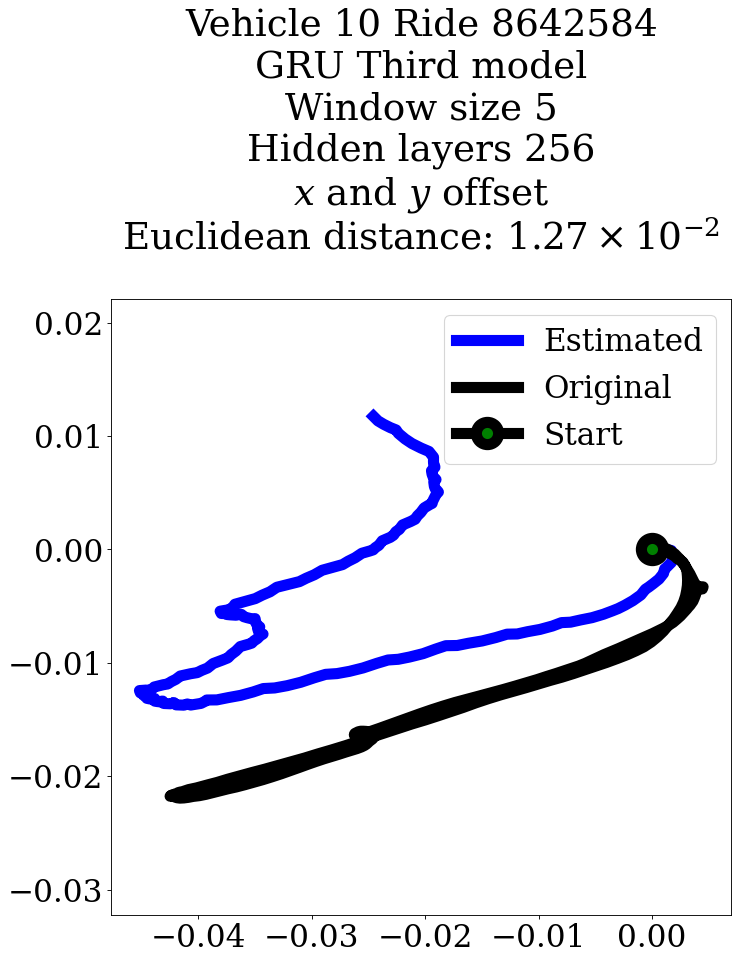 Vehicle 10 Ride 8642584
GRU Third model
Window size 5
Hidden layers 256
x and y offset
Euclidean distance: 1.27 × 10⁻²
0.02
0.01
0.00
−0.01
−0.02
−0.03
Estimated
Original
Start
−0.04 −0.03 −0.02 −0.01 0.00